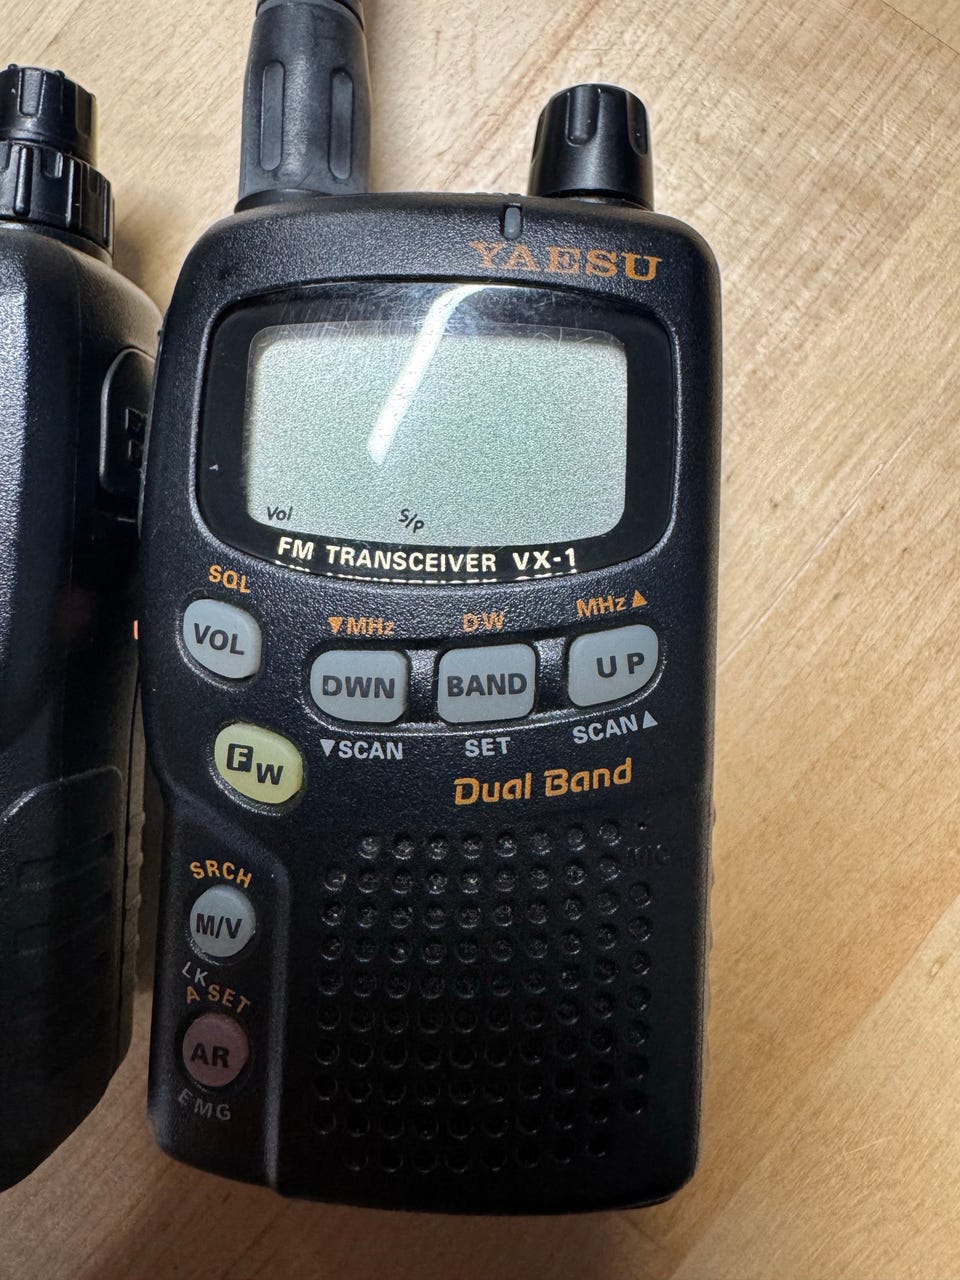 YAESU
Vol S/P
FM TRANSCEIVER VX-1
SQL
VOL
▼MHz DW MHz▲
DWN BAND UP
▼SCAN SET SCAN▲
F W
Dual Band
SRCH
M/V
LK
A SET
AR
EMG